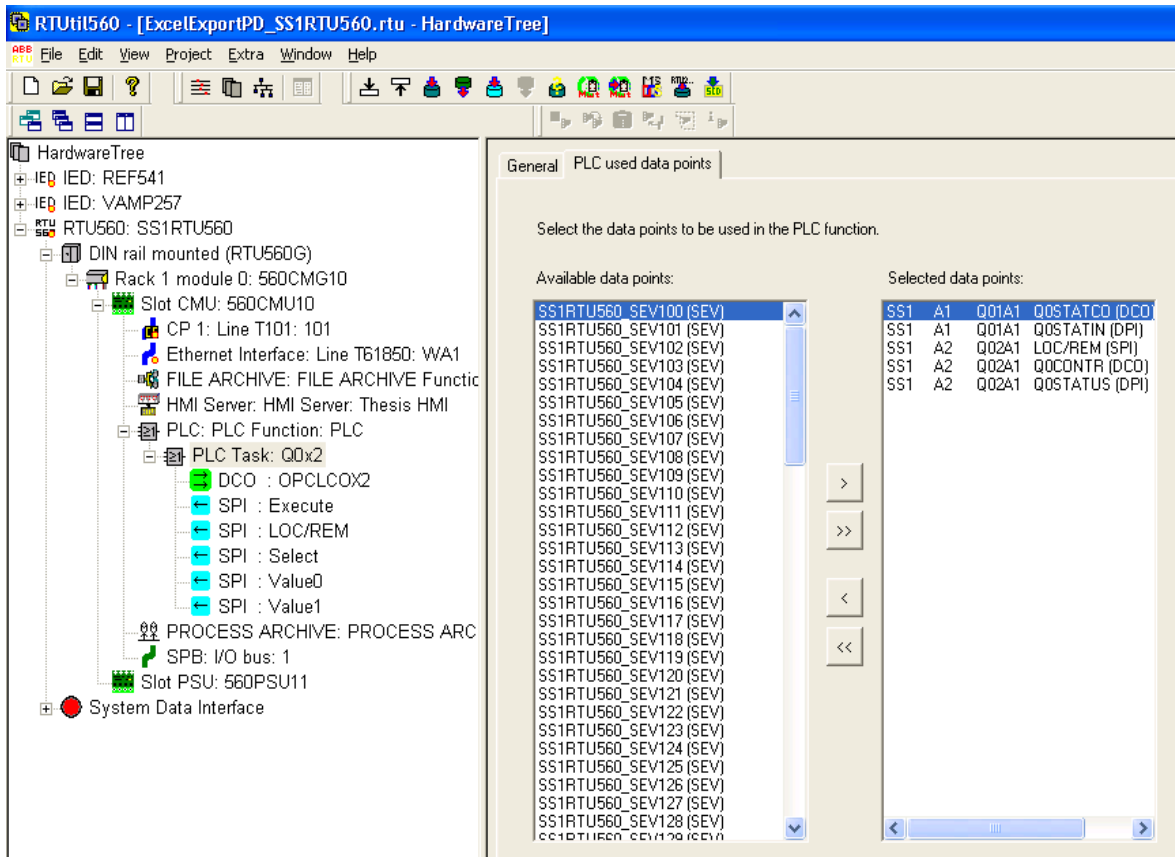 RTUtil560 - [ExcelExportPD_SS1RTU560.rtu - HardwareTree]
ABB RTU File Edit View Project Extra Window Help
HardwareTree
IED IED: REF541
IED IED: VAMP257
RTU 560 RTU560: SS1RTU560
DIN rail mounted (RTU560G)
Rack 1 module 0: 560CMG10
Slot CMU: 560CMU10
CP 1: Line T101: 101
Ethernet Interface: Line T61850: WA1
FILE ARCHIVE: FILE ARCHIVE Functic
HMI Server: HMI Server: Thesis HMI
PLC: PLC Function: PLC
PLC Task: Q0x2
DCO : OPCLCOX2
SPI : Execute
SPI : LOC/REM
SPI : Select
SPI : Value0
SPI : Value1
PROCESS ARCHIVE: PROCESS ARC
SPB: I/O bus: 1
Slot PSU: 560PSU11
System Data Interface
General PLC used data points
Select the data points to be used in the PLC function.
Available data points:
SS1RTU560_SEV100 (SEV)
SS1RTU560_SEV101 (SEV)
SS1RTU560_SEV102 (SEV)
SS1RTU560_SEV103 (SEV)
SS1RTU560_SEV104 (SEV)
SS1RTU560_SEV105 (SEV)
SS1RTU560_SEV106 (SEV)
SS1RTU560_SEV107 (SEV)
SS1RTU560_SEV108 (SEV)
SS1RTU560_SEV109 (SEV)
SS1RTU560_SEV110 (SEV)
SS1RTU560_SEV111 (SEV)
SS1RTU560_SEV112 (SEV)
SS1RTU560_SEV113 (SEV)
SS1RTU560_SEV114 (SEV)
SS1RTU560_SEV115 (SEV)
SS1RTU560_SEV116 (SEV)
SS1RTU560_SEV117 (SEV)
SS1RTU560_SEV118 (SEV)
SS1RTU560_SEV119 (SEV)
SS1RTU560_SEV120 (SEV)
SS1RTU560_SEV121 (SEV)
SS1RTU560_SEV122 (SEV)
SS1RTU560_SEV123 (SEV)
SS1RTU560_SEV124 (SEV)
SS1RTU560_SEV125 (SEV)
SS1RTU560_SEV126 (SEV)
SS1RTU560_SEV127 (SEV)
SS1RTU560_SEV128 (SEV)
SS1RTU560_SEV129 (SEV)
>
>>
<
<<
Selected data points:
SS1 A1 Q01A1 Q0STATCO (DCO)
SS1 A1 Q01A1 Q0STATIN (DPI)
SS1 A2 Q02A1 LOC/REM (SPI)
SS1 A2 Q02A1 Q0CONTR (DCO)
SS1 A2 Q02A1 Q0STATUS (DPI)